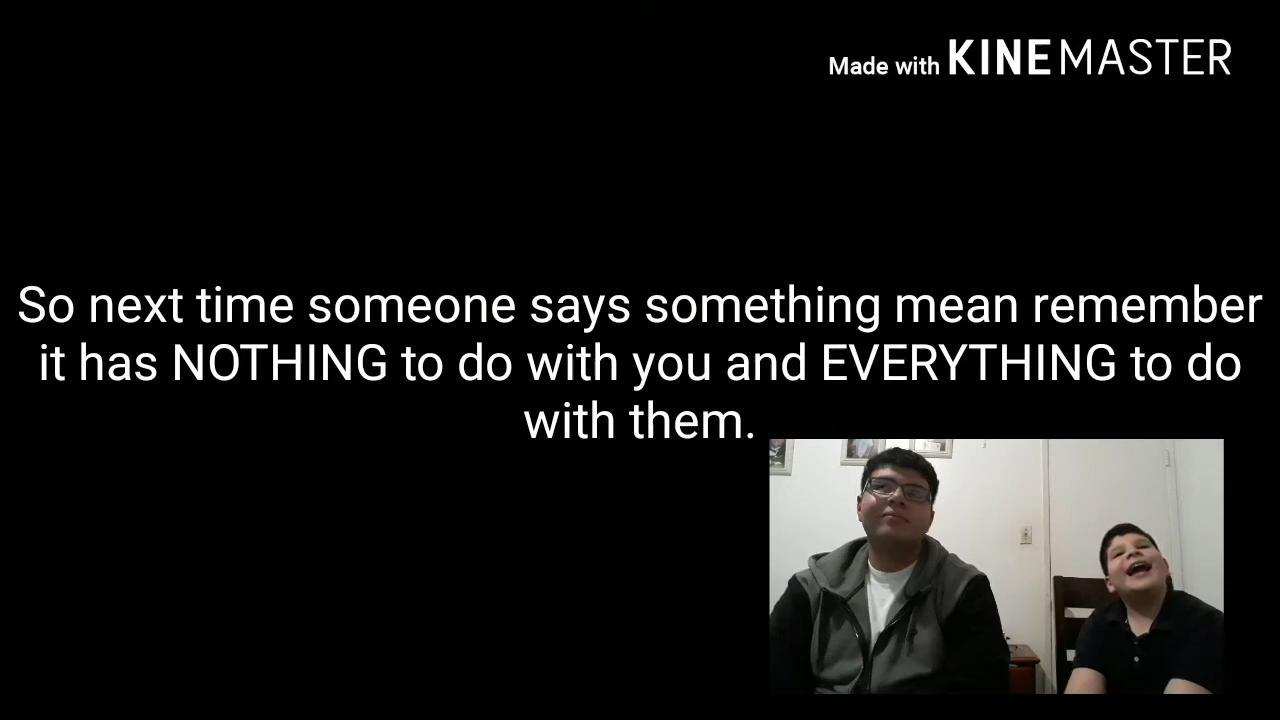 Made with KINEMASTER
So next time someone says something mean remember
it has NOTHING to do with you and EVERYTHING to do
with them.